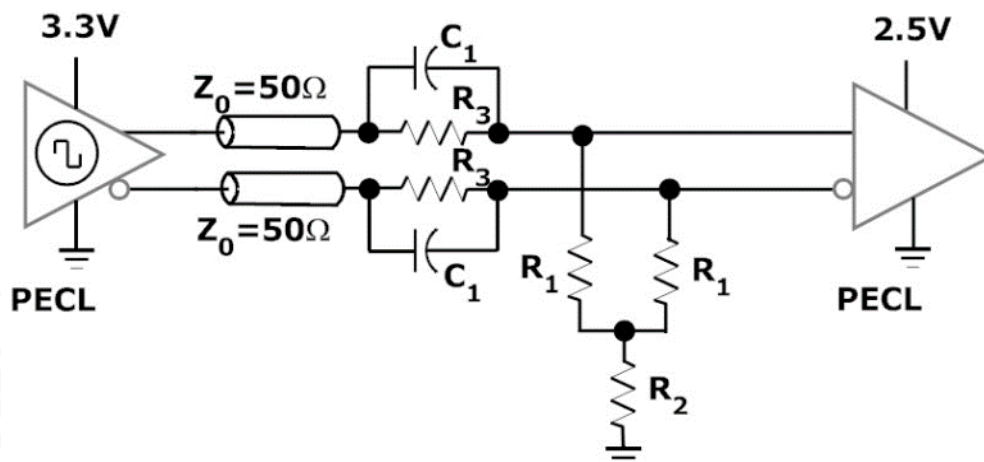 3.3V
2.5V
C1
Z0=50Ω
R3
R3
Z0=50Ω
C1
R1
R1
PECL
PECL
R2